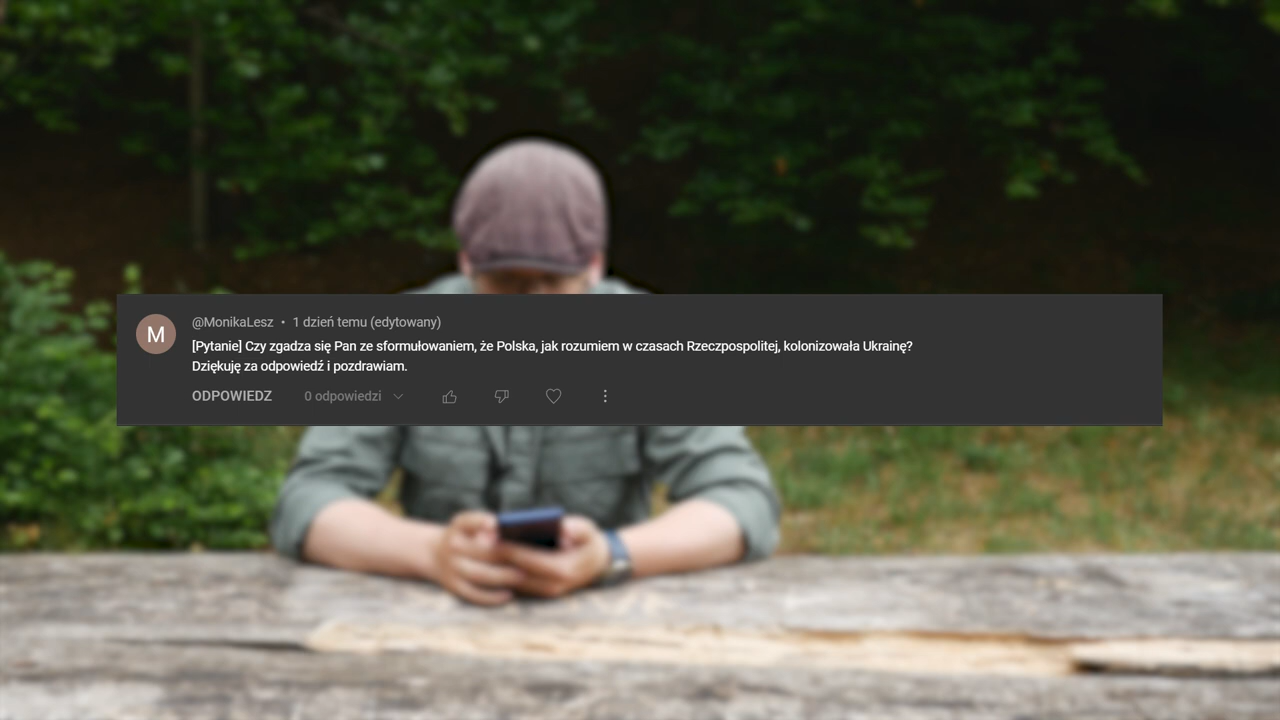 M
@MonikaLesz • 1 dzień temu (edytowany)
[Pytanie] Czy zgadza się Pan ze sformułowaniem, że Polska, jak rozumiem w czasach Rzeczpospolitej, kolonizowała Ukrainę?
Dziękuję za odpowiedź i pozdrawiam.
ODPOWIEDZ 0 odpowiedzi